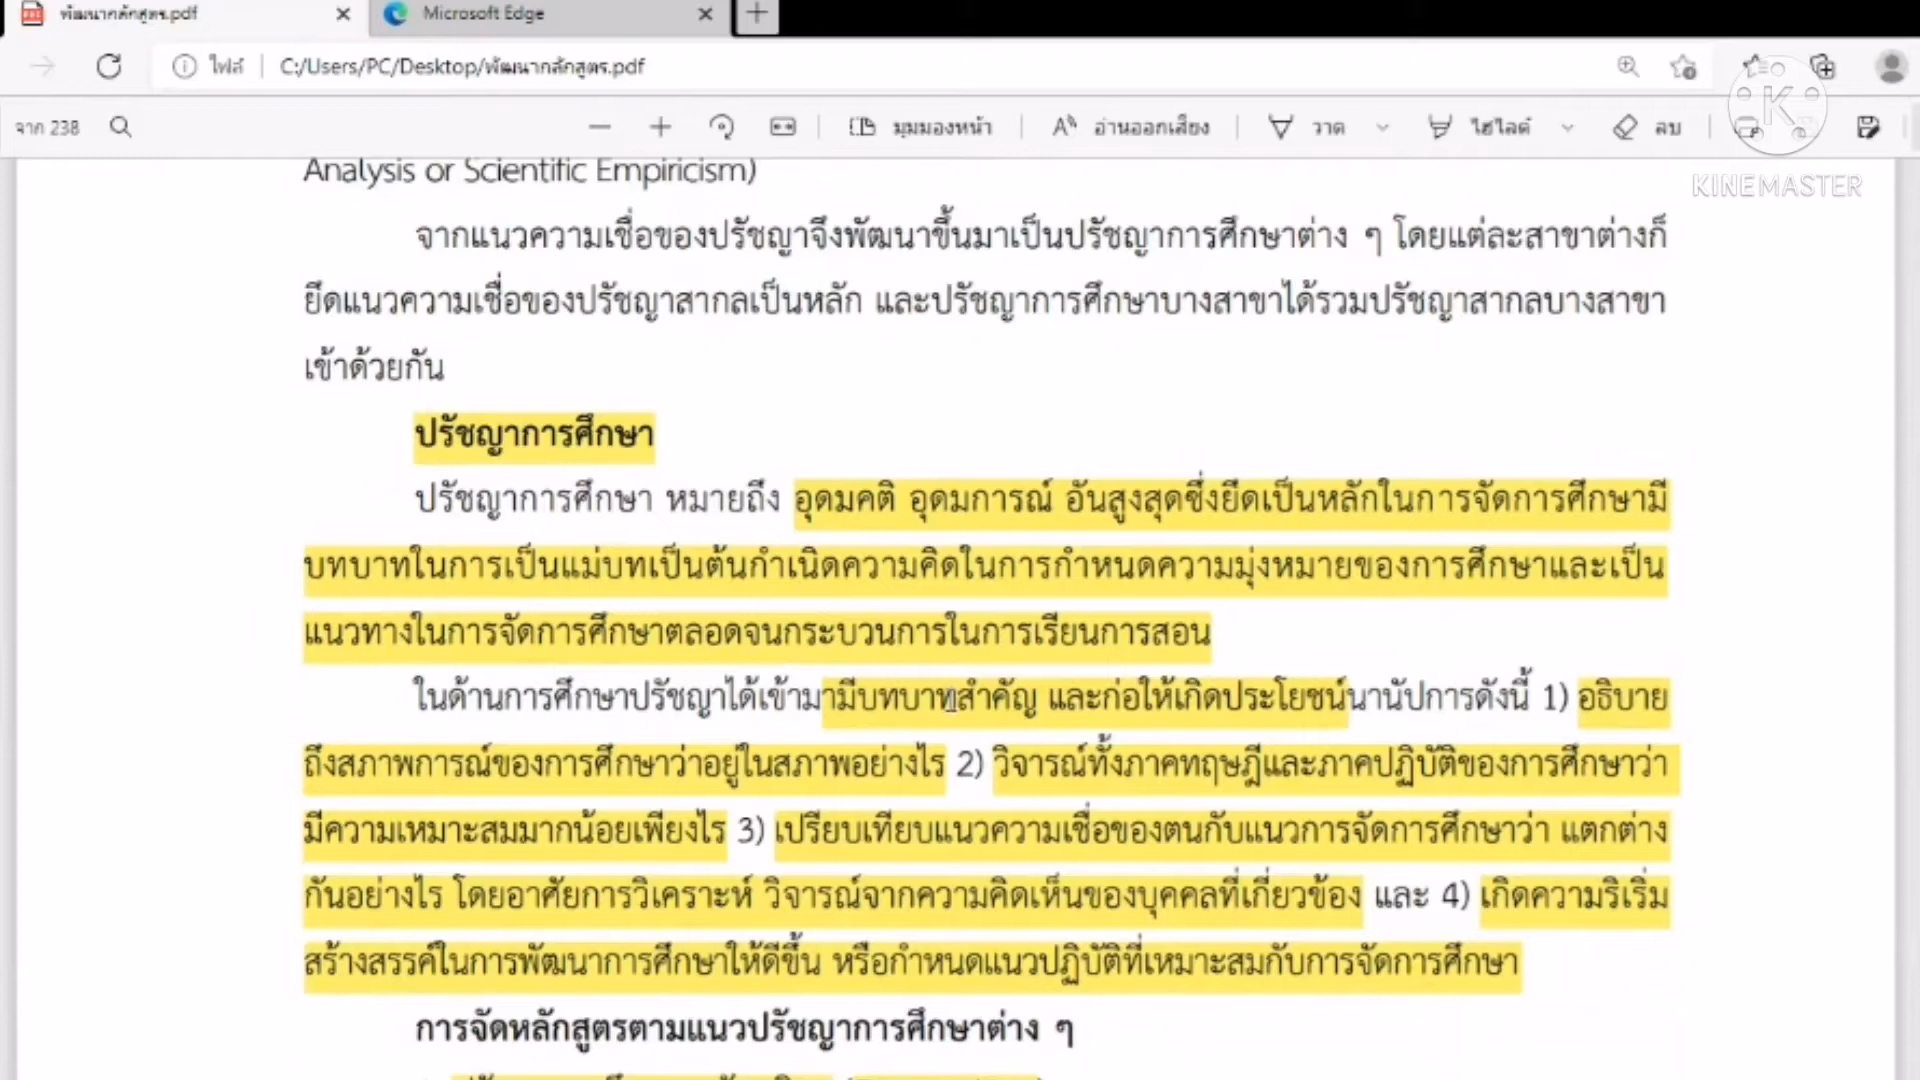 พัฒนากลักสูตร.pdf
Microsoft Edge
ไฟล์ C:/Users/PC/Desktop/พัฒนากลักสูตร.pdf
จาก 238 มุมมองหน้า อ่านออกเสียง วาด ไฮไลต์ ลบ
K
KINEMASTER
Analysis or Scientific Empiricism)
จากแนวความเชื่อของปรัชญาจึงพัฒนาขึ้นมาเป็นปรัชญาการศึกษาต่าง ๆ โดยแต่ละสาขาต่างก็
ยึดแนวความเชื่อของปรัชญาสากลเป็นหลัก และปรัชญาการศึกษาบางสาขาได้รวมปรัชญาสากลบางสาขา
เข้าด้วยกัน
ปรัชญาการศึกษา
ปรัชญาการศึกษา หมายถึง อุดมคติ อุดมการณ์ อันสูงสุดซึ่งยึดเป็นหลักในการจัดการศึกษามี
บทบาทในการเป็นแม่บทเป็นต้นกำเนิดความคิดในการกำหนดความมุ่งหมายของการศึกษาและเป็น
แนวทางในการจัดการศึกษาตลอดจนกระบวนการในการเรียนการสอน
ในด้านการศึกษาปรัชญาได้เข้ามามีบทบาทสำคัญ และก่อให้เกิดประโยชน์นานัปการดังนี้ 1) อธิบาย
ถึงสภาพการณ์ของการศึกษาว่าอยู่ในสภาพอย่างไร 2) วิจารณ์ทั้งภาคทฤษฎีและภาคปฏิบัติของการศึกษาว่า
มีความเหมาะสมมากน้อยเพียงไร 3) เปรียบเทียบแนวความเชื่อของตนกับแนวการจัดการศึกษาว่า แตกต่าง
กันอย่างไร โดยอาศัยการวิเคราะห์ วิจารณ์จากความคิดเห็นของบุคคลที่เกี่ยวข้อง และ 4) เกิดความริเริ่ม
สร้างสรรค์ในการพัฒนาการศึกษาให้ดีขึ้น หรือกำหนดแนวปฏิบัติที่เหมาะสมกับการจัดการศึกษา
การจัดหลักสูตรตามแนวปรัชญาการศึกษาต่าง ๆ